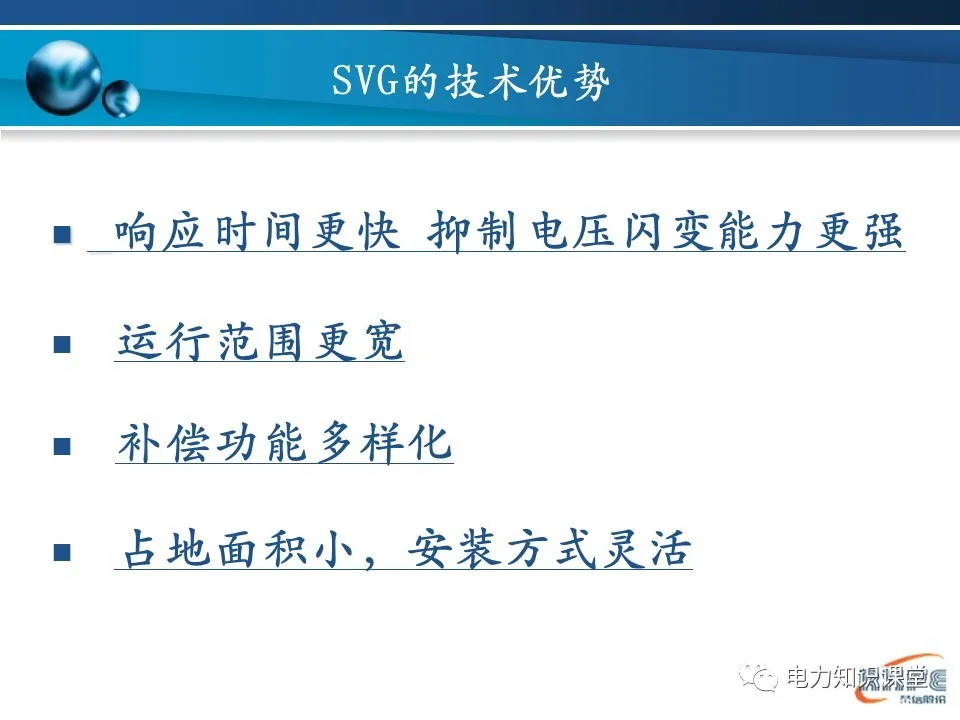 SVG的技术优势
响应时间更快 抑制电压闪变能力更强
运行范围更宽
补偿功能多样化
占地面积小，安装方式灵活
电力知识课堂
荣信股份